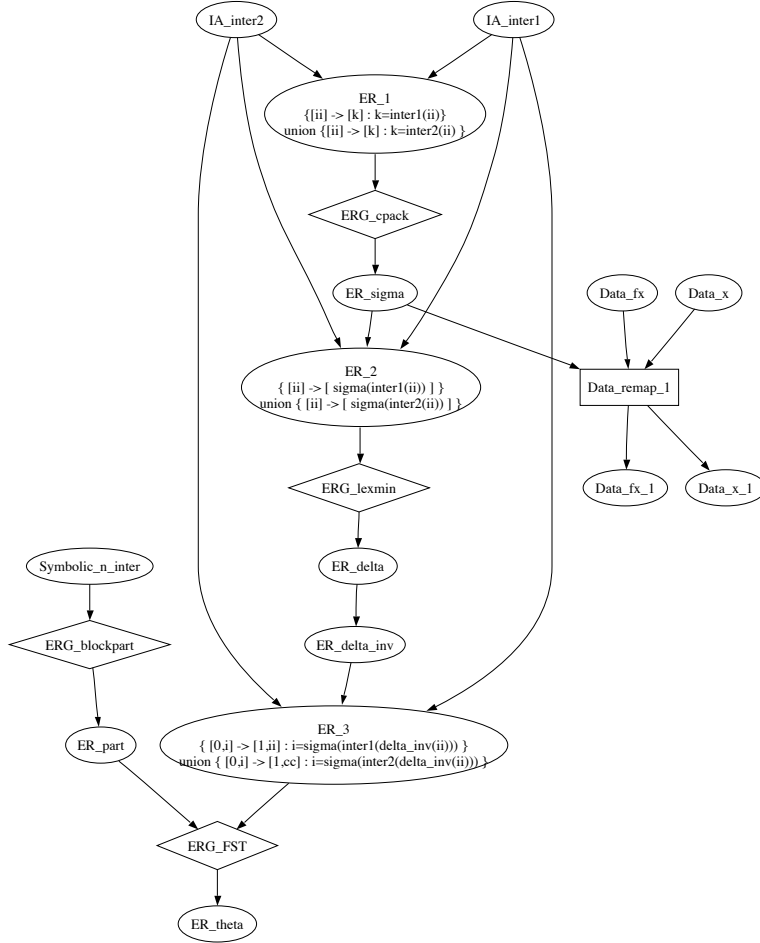 IA_inter2
IA_inter1
ER_1
{[ii] -> [k] : k=inter1(ii)}
union {[ii] -> [k] : k=inter2(ii) }
ERG_cpack
ER_sigma
Data_fx
Data_x
ER_2
{ [ii] -> [ sigma(inter1(ii)) ] }
union { [ii] -> [ sigma(inter2(ii)) ] }
Data_remap_1
ERG_lexmin
Data_fx_1
Data_x_1
Symbolic_n_inter
ER_delta
ERG_blockpart
ER_delta_inv
ER_part
ER_3
{ [0,i] -> [1,ii] : i=sigma(inter1(delta_inv(ii))) }
union { [0,i] -> [1,cc] : i=sigma(inter2(delta_inv(ii))) }
ERG_FST
ER_theta